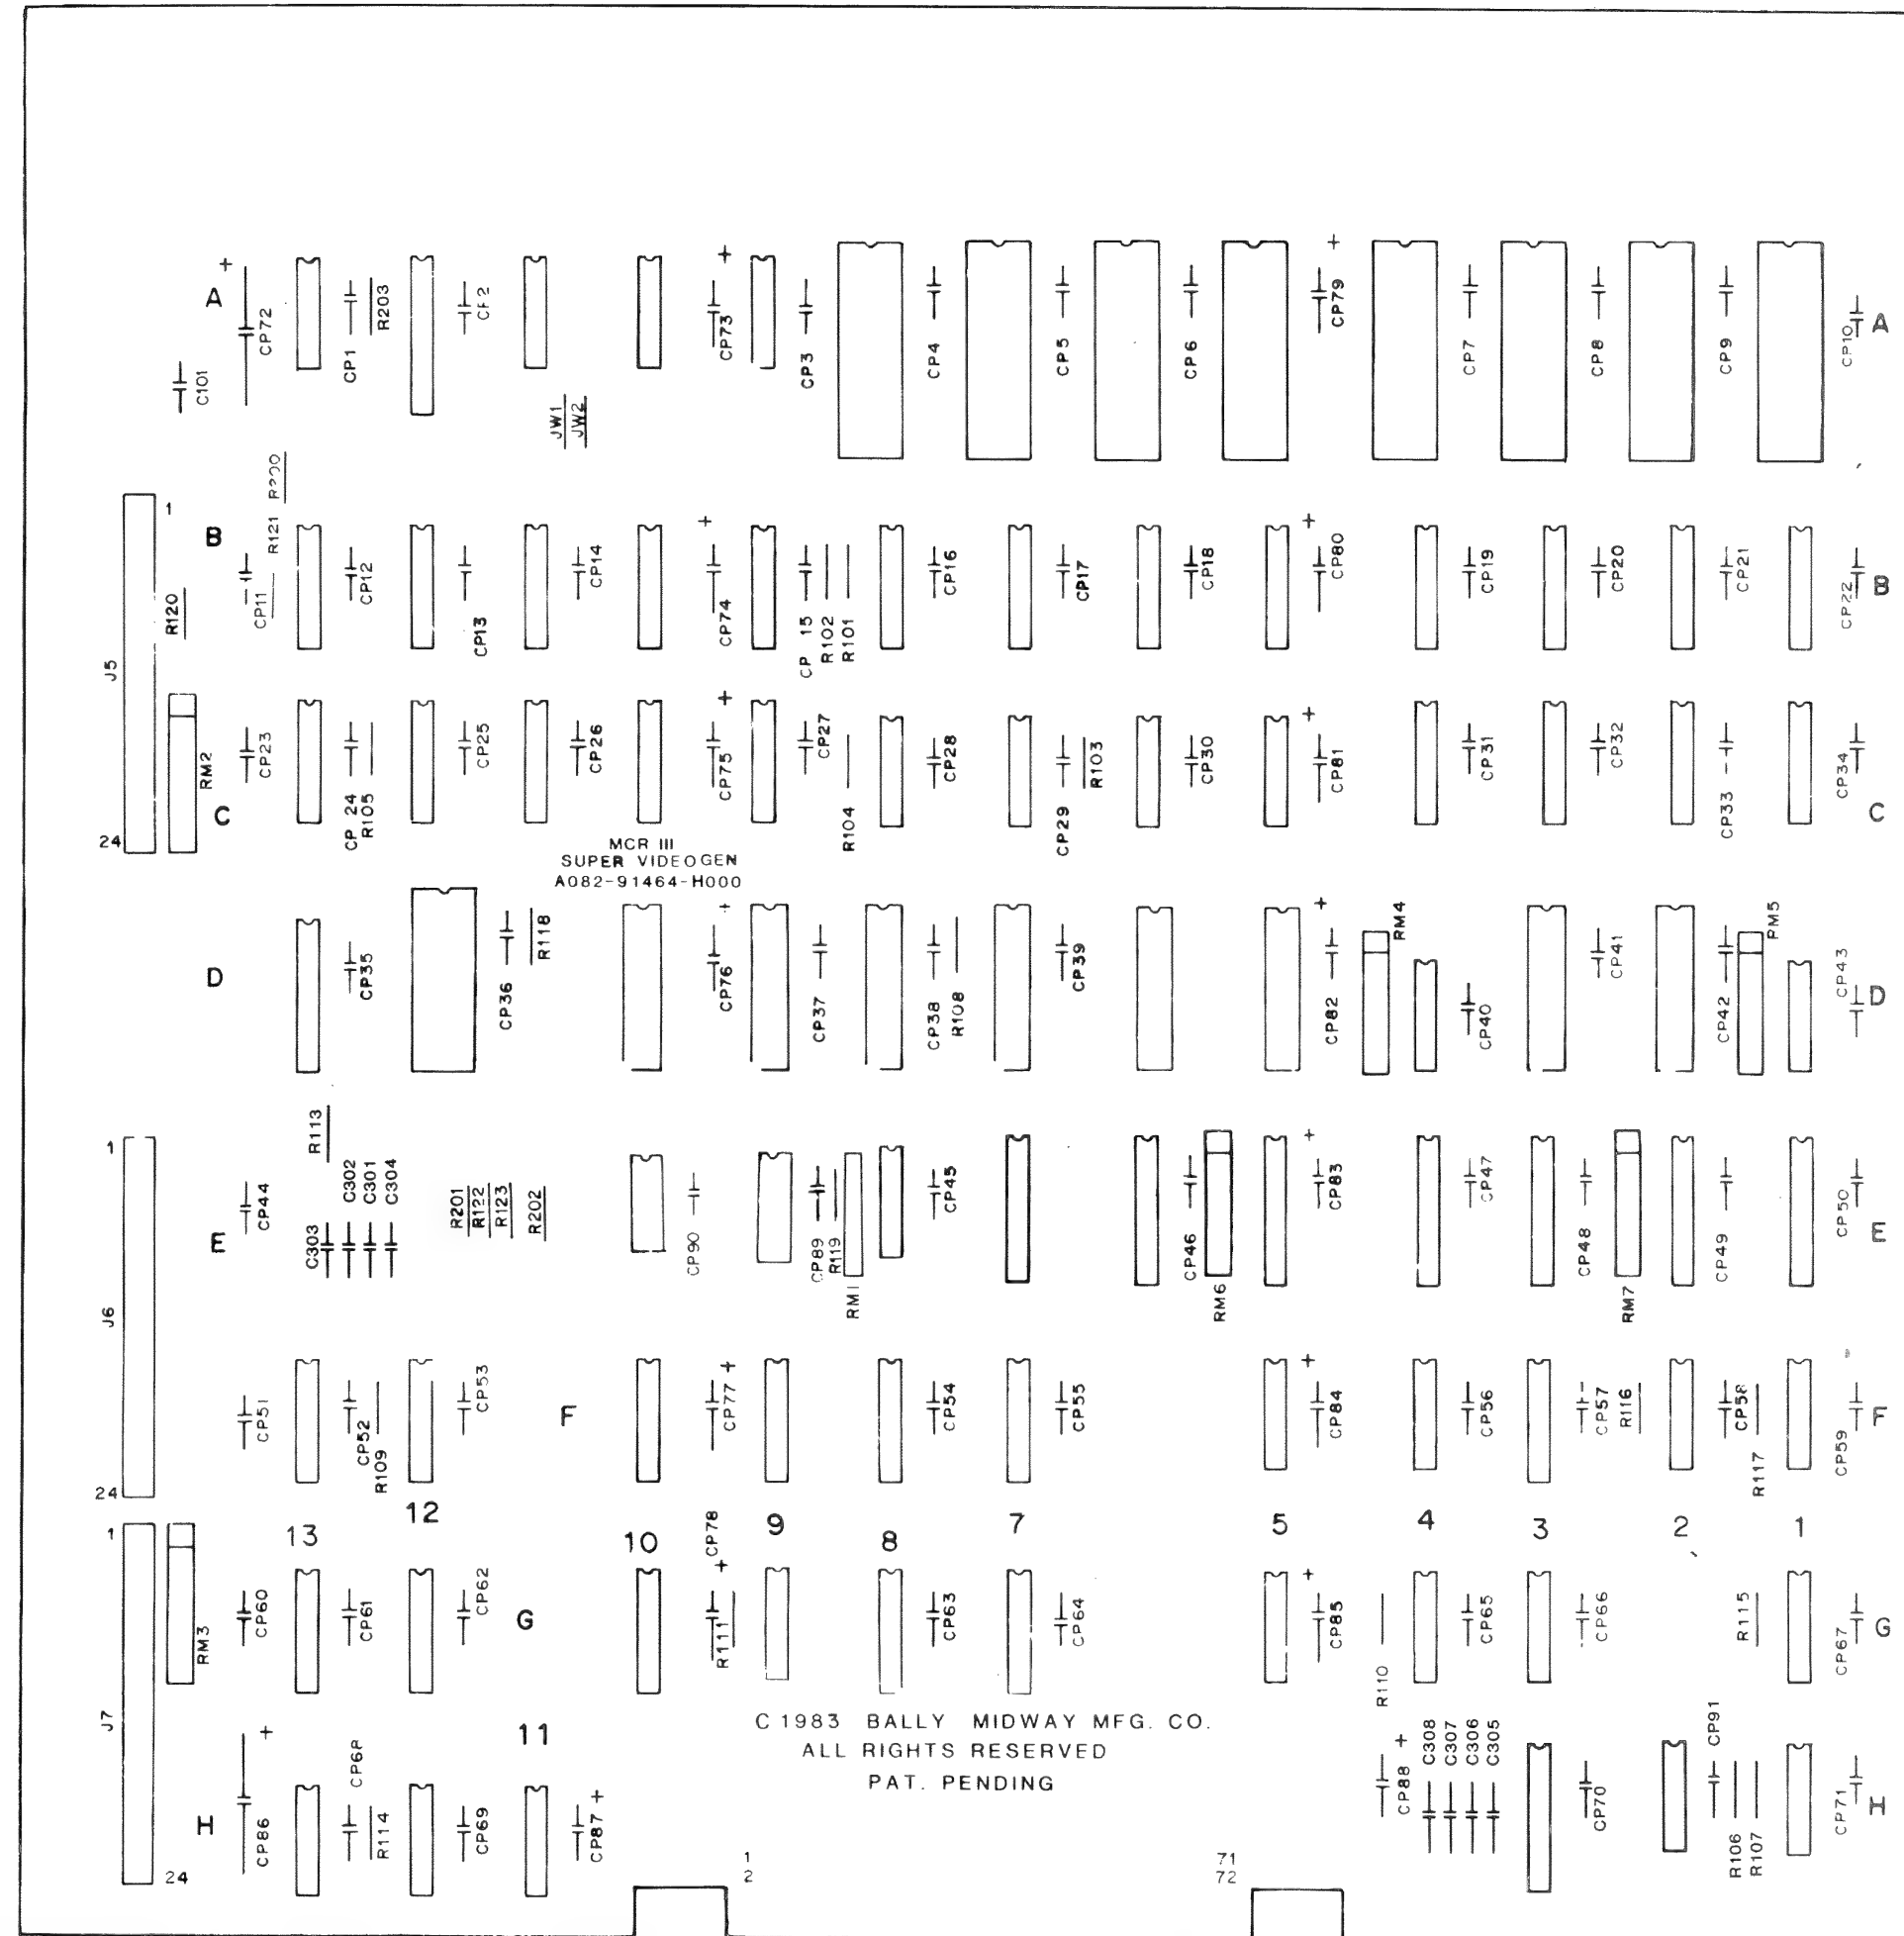 A
CP72
C101
CP1
R203
JW1
JW2
CP73
CP3
CP4
CP5
CP6
CP79
CP7
CP8
CP9
CP10
A
J5
1
24
B
R120
CP11
R121
CP12
CP13
CP14
CP74
CP 15
R102
R101
CP16
CP17
CP18
CP80
CP19
CP20
CP21
CP22
B
RM2
C
CP23
CP 24
R105
CP25
CP26
CP75
CP27
R104
CP28
CP29
R103
CP30
CP81
CP31
CP32
CP33
CP34
C
MCR III
SUPER VIDEOGEN
A082-91464-H000
D
CP35
CP36
R118
CP76
CP37
CP38
R108
CP39
CP82
RM4
CP40
CP41
CP42
CP43
D
J6
1
24
E
CP44
R113
C303
C302
C301
C304
R201
R122
R123
R202
CP90
CP89
R119
RM1
CP45
CP46
RM6
CP83
CP47
CP48
RM7
CP49
CP50
E
CP51
CP52
R109
CP53
F
CP77
CP54
CP55
CP84
CP56
CP57
R116
CP58
R117
CP59
F
13
12
10
9
8
7
5
4
3
2
1
J7
1
24
RM3
CP60
CP61
CP62
G
CP78
R111
CP63
CP64
CP85
R110
CP65
CP66
R115
CP67
G
11
C 1983 BALLY MIDWAY MFG. CO.
ALL RIGHTS RESERVED
PAT. PENDING
H
CP86
R114
CP69
CP87
CP88
C308
C307
C306
C305
CP70
CP91
R106
R107
CP71
H
1
2
71
72